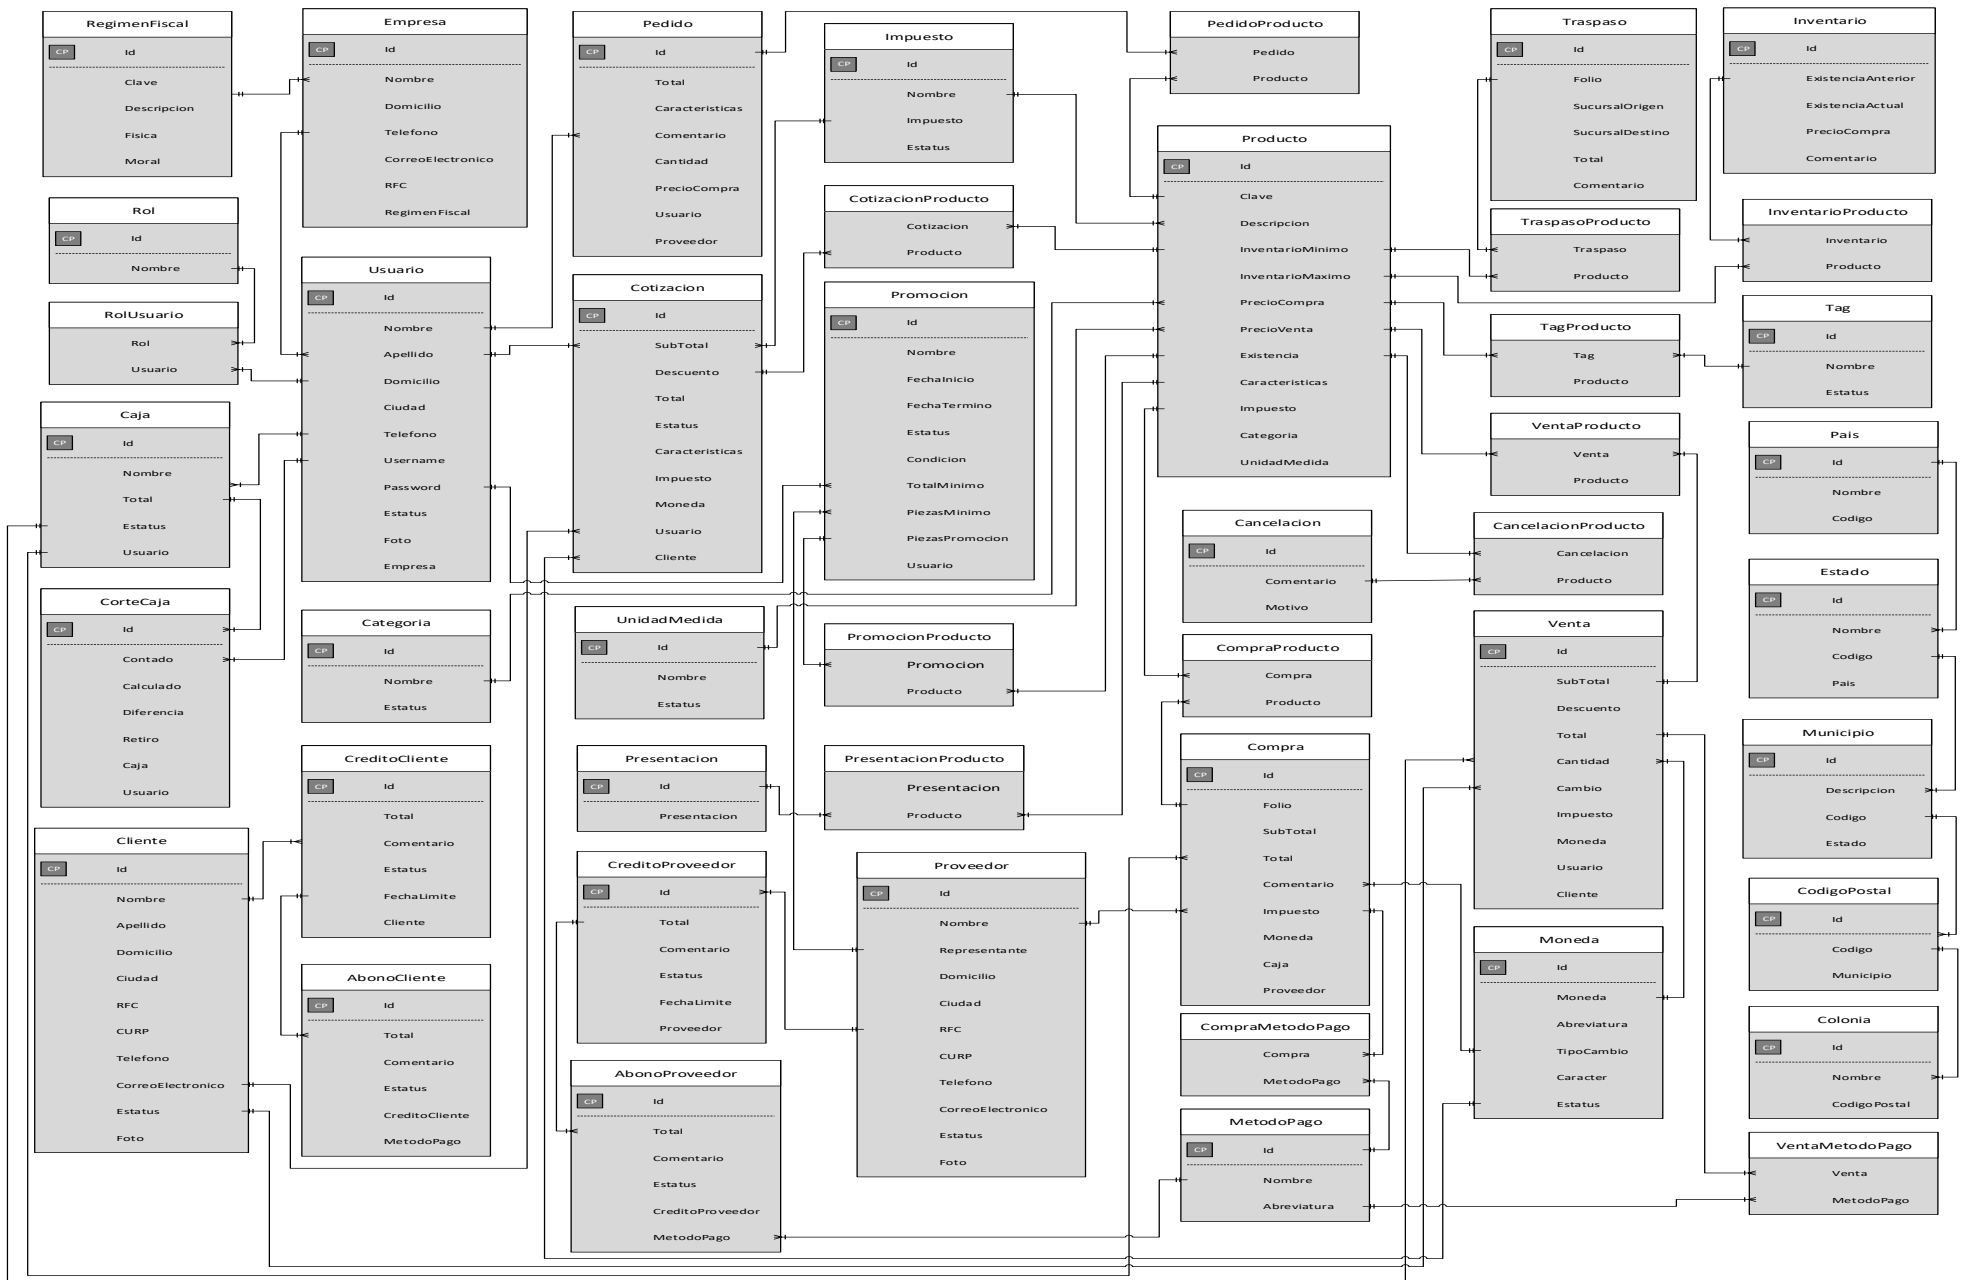 RegimenFiscal
CP Id
Clave
Descripcion
Fisica
Moral
Empresa
CP Id
Nombre
Domicilio
Telefono
CorreoElectronico
RFC
RegimenFiscal
Pedido
CP Id
Total
Caracteristicas
Comentario
Cantidad
PrecioCompra
Usuario
Proveedor
Impuesto
CP Id
Nombre
Impuesto
Estatus
PedidoProducto
Pedido
Producto
Traspaso
CP Id
Folio
SucursalOrigen
SucursalDestino
Total
Comentario
Inventario
CP Id
ExistenciaAnterior
ExistenciaActual
PrecioCompra
Comentario
Rol
CP Id
Nombre
RolUsuario
Rol
Usuario
Usuario
CP Id
Nombre
Apellido
Domicilio
Ciudad
Telefono
Username
Password
Estatus
Foto
Empresa
Cotizacion
CP Id
SubTotal
Descuento
Total
Estatus
Caracteristicas
Impuesto
Moneda
Usuario
Cliente
CotizacionProducto
Cotizacion
Producto
Promocion
CP Id
Nombre
FechaInicio
FechaTermino
Estatus
Condicion
TotalMinimo
PiezasMinimo
PiezasPromocion
Usuario
Producto
CP Id
Clave
Descripcion
InventarioMinimo
InventarioMaximo
PrecioCompra
PrecioVenta
Existencia
Caracteristicas
Impuesto
Categoria
UnidadMedida
TraspasoProducto
Traspaso
Producto
InventarioProducto
Inventario
Producto
TagProducto
Tag
Producto
Tag
CP Id
Nombre
Estatus
VentaProducto
Venta
Producto
Pais
CP Id
Nombre
Codigo
Caja
CP Id
Nombre
Total
Estatus
Usuario
CorteCaja
CP Id
Contado
Calculado
Diferencia
Retiro
Caja
Usuario
Categoria
CP Id
Nombre
Estatus
UnidadMedida
CP Id
Nombre
Estatus
PromocionProducto
Promocion
Producto
Cancelacion
CP Id
Comentario
Motivo
CancelacionProducto
Cancelacion
Producto
Estado
CP Id
Nombre
Codigo
Pais
CompraProducto
Compra
Producto
Venta
CP Id
SubTotal
Descuento
Total
Cantidad
Cambio
Impuesto
Moneda
Usuario
Cliente
Municipio
CP Id
Descripcion
Codigo
Estado
Cliente
CP Id
Nombre
Apellido
Domicilio
Ciudad
RFC
CURP
Telefono
CorreoElectronico
Estatus
Foto
CreditoCliente
CP Id
Total
Comentario
Estatus
FechaLimite
Cliente
Presentacion
CP Id
Presentacion
PresentacionProducto
Presentacion
Producto
Compra
CP Id
Folio
SubTotal
Total
Comentario
Impuesto
Moneda
Caja
Proveedor
CreditoProveedor
CP Id
Total
Comentario
Estatus
FechaLimite
Proveedor
Proveedor
CP Id
Nombre
Representante
Domicilio
Ciudad
RFC
CURP
Telefono
CorreoElectronico
Estatus
Foto
CodigoPostal
CP Id
Codigo
Municipio
Moneda
CP Id
Moneda
Abreviatura
TipoCambio
Caracter
Estatus
AbonoCliente
CP Id
Total
Comentario
Estatus
CreditoCliente
MetodoPago
AbonoProveedor
CP Id
Total
Comentario
Estatus
CreditoProveedor
MetodoPago
CompraMetodoPago
Compra
MetodoPago
MetodoPago
CP Id
Nombre
Abreviatura
Colonia
CP Id
Nombre
CodigoPostal
VentaMetodoPago
Venta
MetodoPago